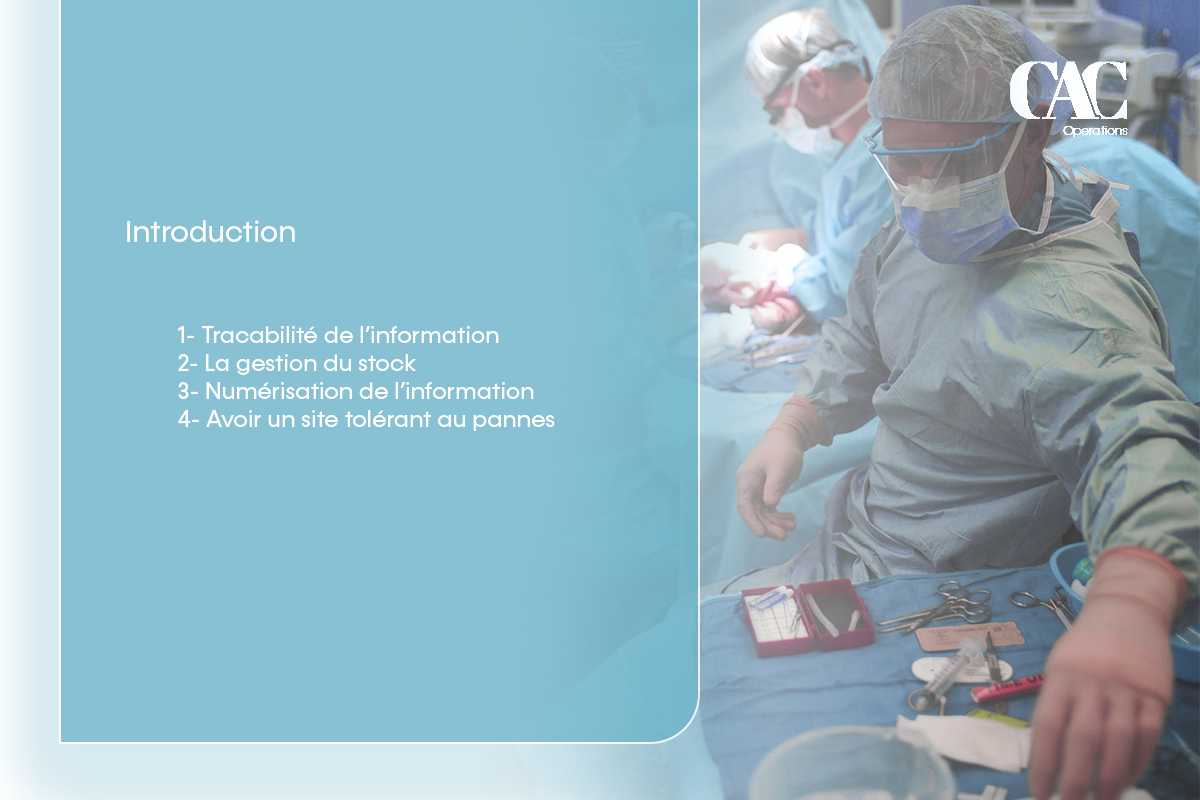 CAC
Operations
Introduction
1- Tracabilité de l’information
2- La gestion du stock
3- Numérisation de l’information
4- Avoir un site tolérant au pannes